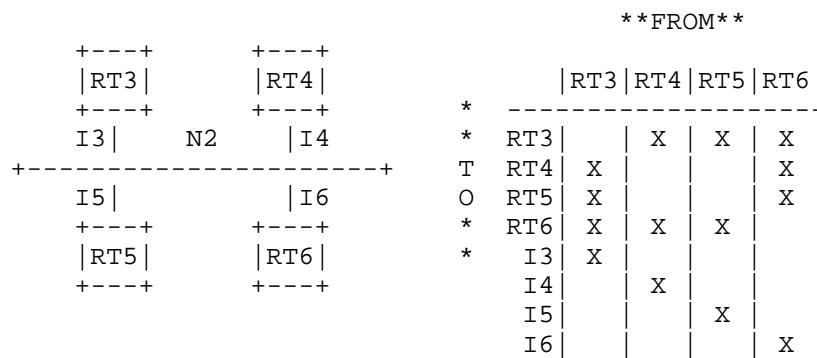 **FROM**
    +---+      +---+
    |RT3|      |RT4|               |RT3|RT4|RT5|RT6
    +---+      +---+        *  --------------------
    I3|    N2    |I4        *  RT3|   | X | X | X
+----------------------+    T  RT4| X |   |   | X
    I5|          |I6        O  RT5| X |   |   | X
    +---+      +---+        *  RT6| X | X | X |
    |RT5|      |RT6|        *   I3| X |   |   |
    +---+      +---+            I4|   | X |   |
                                I5|   |   | X |
                                I6|   |   |   | X